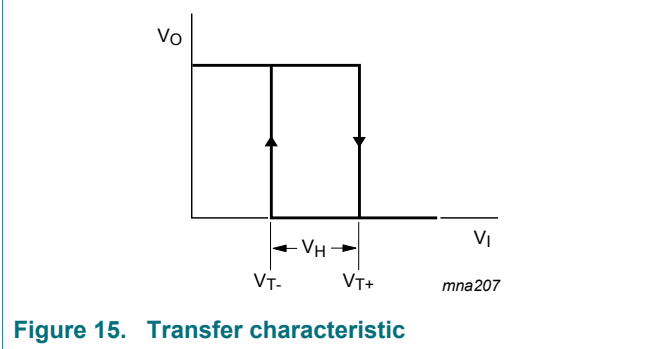 VO
VH
VI
VT-
VT+
mna207
Figure 15. Transfer characteristic